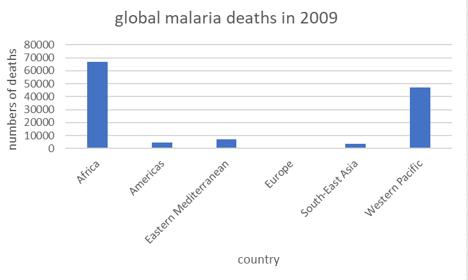 global malaria deaths in 2009
numbers of deaths
80000
70000
60000
50000
40000
30000
20000
10000
0
Africa
Americas
Eastern Mediterranean
Europe
South-East Asia
Western Pacific
country